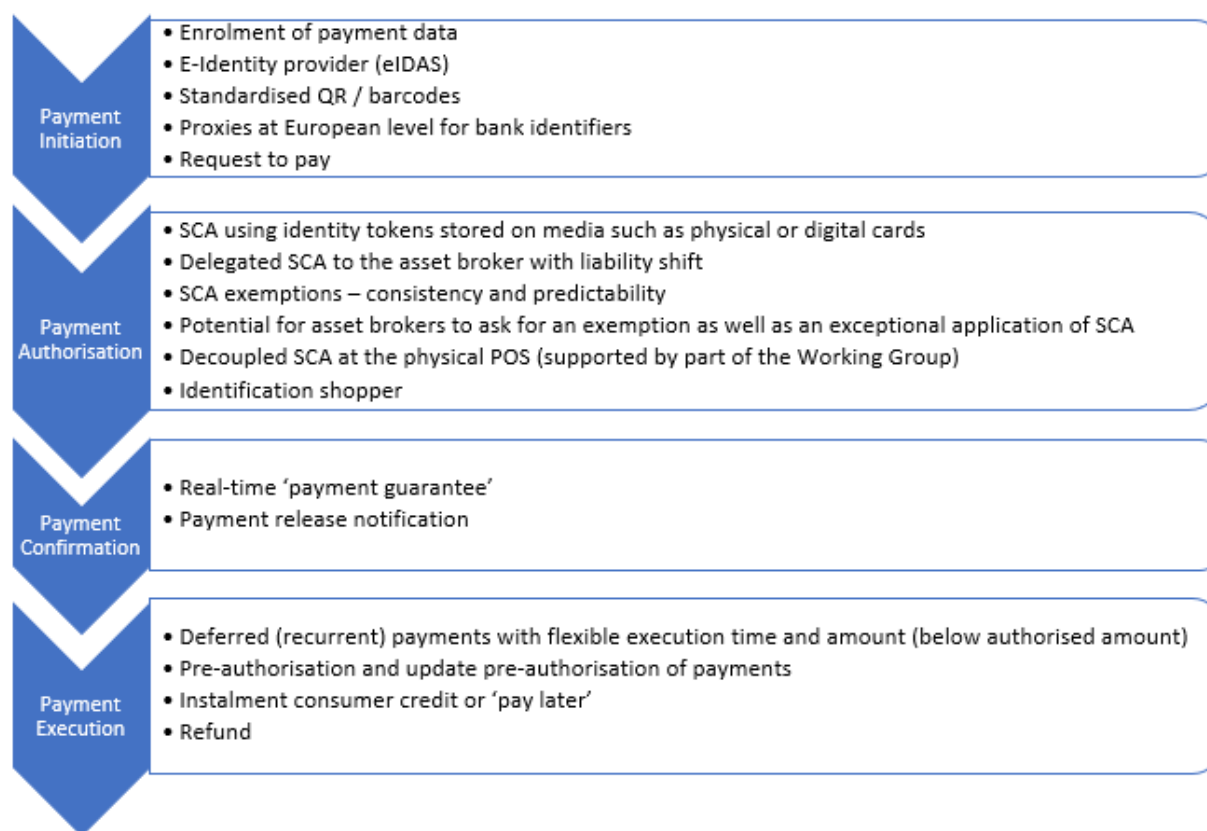 Payment
Initiation
• Enrolment of payment data
• E-Identity provider (eIDAS)
• Standardised QR / barcodes
• Proxies at European level for bank identifiers
• Request to pay
Payment
Authorisation
• SCA using identity tokens stored on media such as physical or digital cards
• Delegated SCA to the asset broker with liability shift
• SCA exemptions – consistency and predictability
• Potential for asset brokers to ask for an exemption as well as an exceptional application of SCA
• Decoupled SCA at the physical POS (supported by part of the Working Group)
• Identification shopper
Payment
Confirmation
• Real-time ‘payment guarantee’
• Payment release notification
Payment
Execution
• Deferred (recurrent) payments with flexible execution time and amount (below authorised amount)
• Pre-authorisation and update pre-authorisation of payments
• Instalment consumer credit or ‘pay later’
• Refund